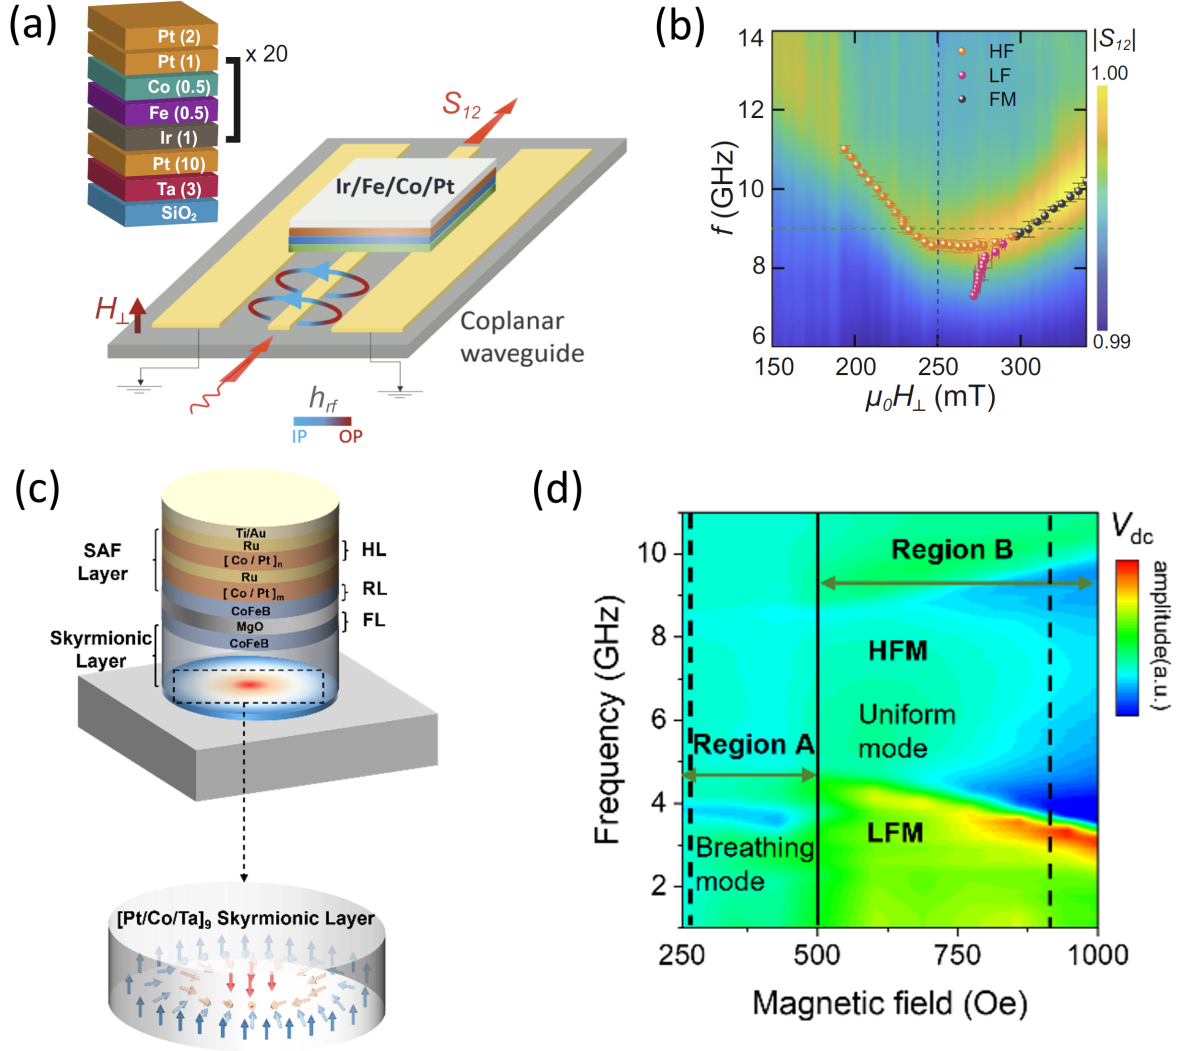 (a)
Pt (2)
Pt (1)
Co (0.5)
Fe (0.5)
Ir (1)
Pt (10)
Ta (3)
SiO₂
x 20
S₁₂
Ir/Fe/Co/Pt
H⊥
Coplanar
waveguide
h_rf
IP OP
(b)
|S₁₂|
1.00
0.99
HF
LF
FM
14
12
10
8
6
f (GHz)
150 200 250 300
μ₀H⊥ (mT)
(c)
Ti/Au
Ru
[ Co / Pt ]ₙ
Ru
[ Co / Pt ]ₘ
CoFeB
MgO
CoFeB
SAF
Layer
Skyrmionic
Layer
HL
RL
FL
[Pt/Co/Ta]₉ Skyrmionic Layer
(d)
V_dc
amplitude(a.u.)
Region B
HFM
Uniform
mode
Region A
LFM
Breathing
mode
10
8
6
4
2
Frequency (GHz)
250 500 750 1000
Magnetic field (Oe)